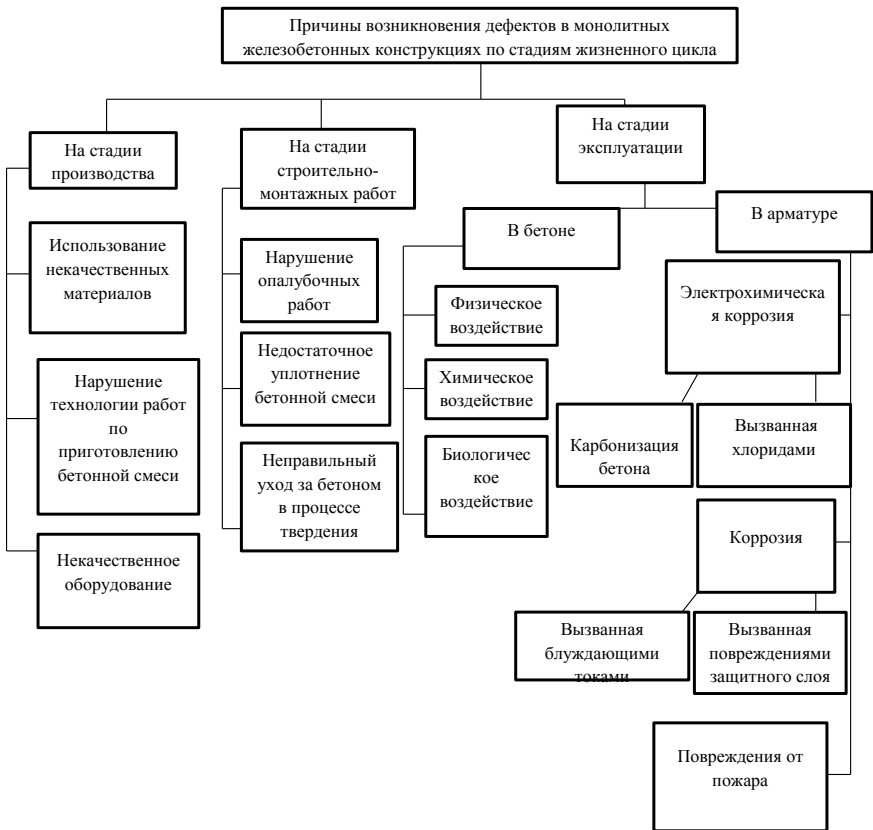 Причины возникновения дефектов в монолитных
железобетонных конструкциях по стадиям жизненного цикла
На стадии
производства
Использование
некачественных
материалов
Нарушение
технологии работ
по
приготовлению
бетонной смеси
Некачественное
оборудование
На стадии
строительно-
монтажных работ
Нарушение
опалубочных
работ
Недостаточное
уплотнение
бетонной смеси
Неправильный
уход за бетоном
в процессе
твердения
На стадии
эксплуатации
В бетоне
Физическое
воздействие
Химическое
воздействие
Биологичес
кое
воздействие
В арматуре
Электрохимическа
я коррозия
Карбонизация
бетона
Вызванная
хлоридами
Коррозия
Вызванная
блуждающими
токами
Вызванная
повреждениями
защитного слоя
Повреждения от
пожара